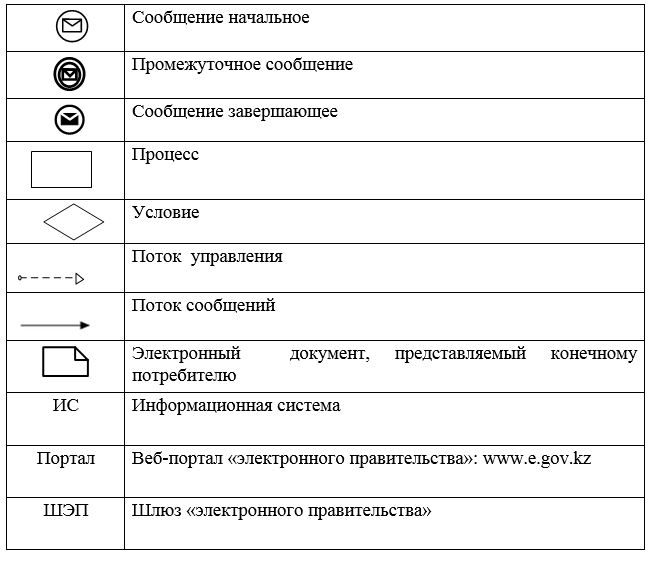 Сообщение начальное
Промежуточное сообщение
Сообщение завершающее
Процесс
Условие
Поток управления
Поток сообщений
Электронный документ, представляемый конечному
потребителю
ИС Информационная система
Портал Веб-портал «электронного правительства»: www.e.gov.kz
ШЭП Шлюз «электронного правительства»